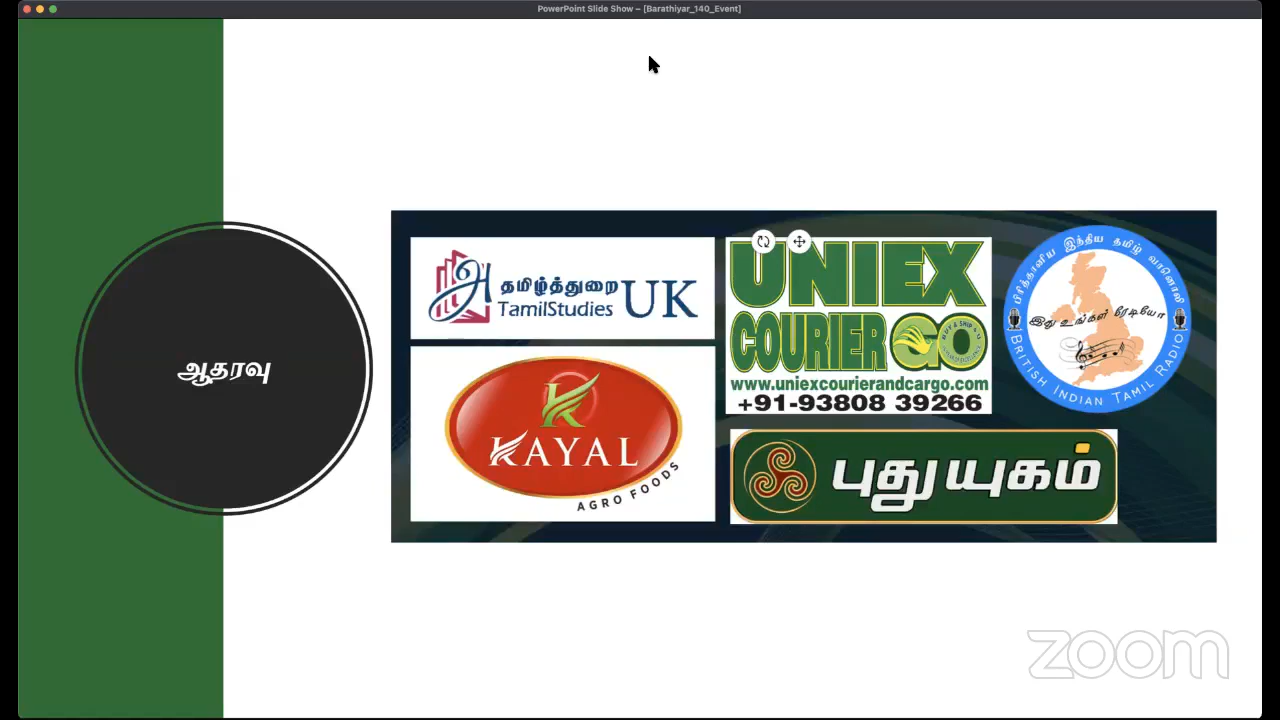 PowerPoint Slide Show – [Barathiyar_140_Event]
ஆதரவு
அ
தமிழ்த்துறை
TamilStudies
UK
KAYAL
AGRO FOODS
UNIEX
COURIER GO
www.uniexcourierandcargo.com
+91-93808 39266
பிரித்தானிய இந்திய தமிழ் வானொலி
இது உங்கள் ரேடியோ
BRITISH INDIAN TAMIL RADIO
புதுயுகம்
zoom